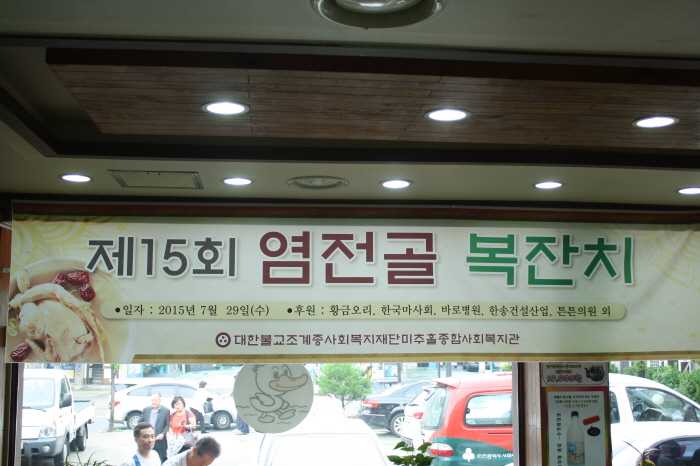 제15회 염전골 복잔치
•일자 : 2015년 7월 29일(수) •후원 : 황금오리, 한국마사회, 바로병원, 한송건설산업, 튼튼의원 외
대한불교조계종사회복지재단미추홀종합사회복지관